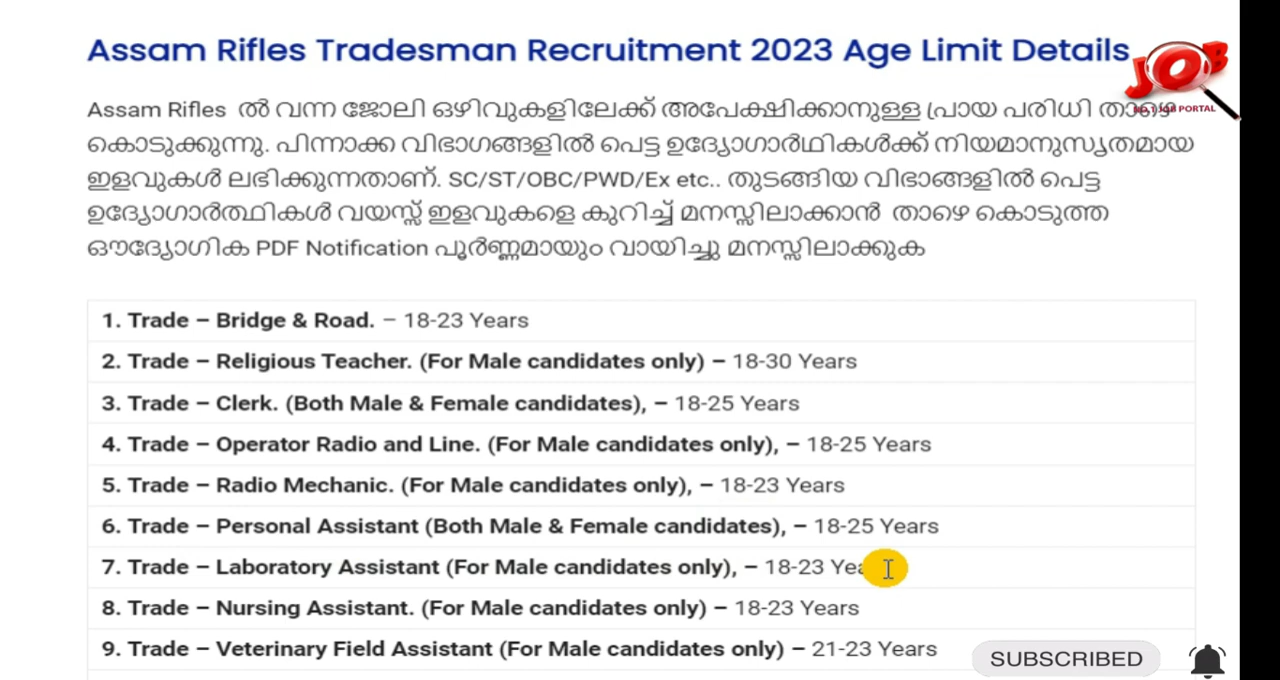 Assam Rifles Tradesman Recruitment 2023 Age Limit Details
JOB
NO.1 JOB PORTAL
Assam Rifles ൽ വന്ന ജോലി ഒഴിവുകളിലേക്ക് അപേക്ഷിക്കാനുള്ള പ്രായ പരിധി താഴെ
കൊടുക്കുന്നു. പിന്നാക്ക വിഭാഗങ്ങളിൽ പെട്ട ഉദ്യോഗാർഥികൾക്ക് നിയമാനുസൃതമായ
ഇളവുകൾ ലഭിക്കുന്നതാണ്. SC/ST/OBC/PWD/Ex etc.. തുടങ്ങിയ വിഭാങ്ങളിൽ പെട്ട
ഉദ്യോഗാർത്ഥികൾ വയസ്സ് ഇളവുകളെ കുറിച്ച് മനസ്സിലാക്കാൻ താഴെ കൊടുത്ത
ഔദ്യോഗിക PDF Notification പൂർണ്ണമായും വായിച്ചു മനസ്സിലാക്കുക
1. Trade – Bridge & Road. – 18-23 Years
2. Trade – Religious Teacher. (For Male candidates only) – 18-30 Years
3. Trade – Clerk. (Both Male & Female candidates), – 18-25 Years
4. Trade – Operator Radio and Line. (For Male candidates only), – 18-25 Years
5. Trade – Radio Mechanic. (For Male candidates only), – 18-23 Years
6. Trade – Personal Assistant (Both Male & Female candidates), – 18-25 Years
7. Trade – Laboratory Assistant (For Male candidates only), – 18-23
8. Trade – Nursing Assistant. (For Male candidates only) – 18-23 Years
9. Trade – Veterinary Field Assistant (For Male candidates only) – 21-23 Years
SUBSCRIBED